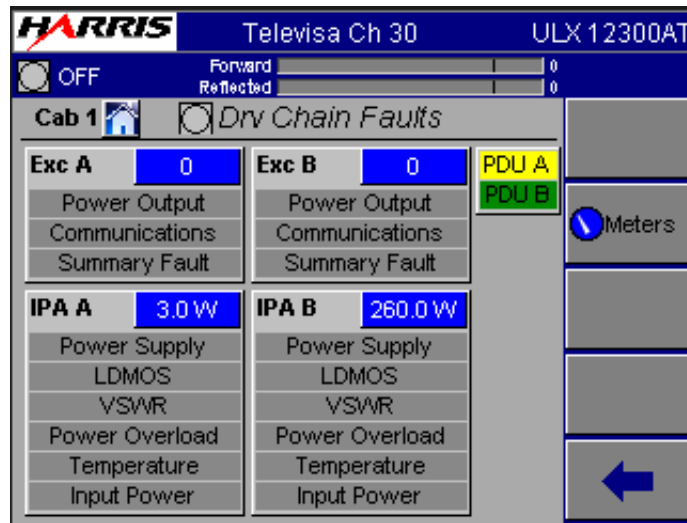 HARRIS Televisa Ch 30 ULX 12300AT
OFF Forward 0
Reflected 0
Cab 1 Drv Chain Faults
Exc A 0 Exc B 0 PDU A
PDU B
Power Output Power Output
Communications Communications Meters
Summary Fault Summary Fault
IPA A 3.0 W IPA B 260.0 W
Power Supply Power Supply
LDMOS LDMOS
VSWR VSWR
Power Overload Power Overload
Temperature Temperature
Input Power Input Power